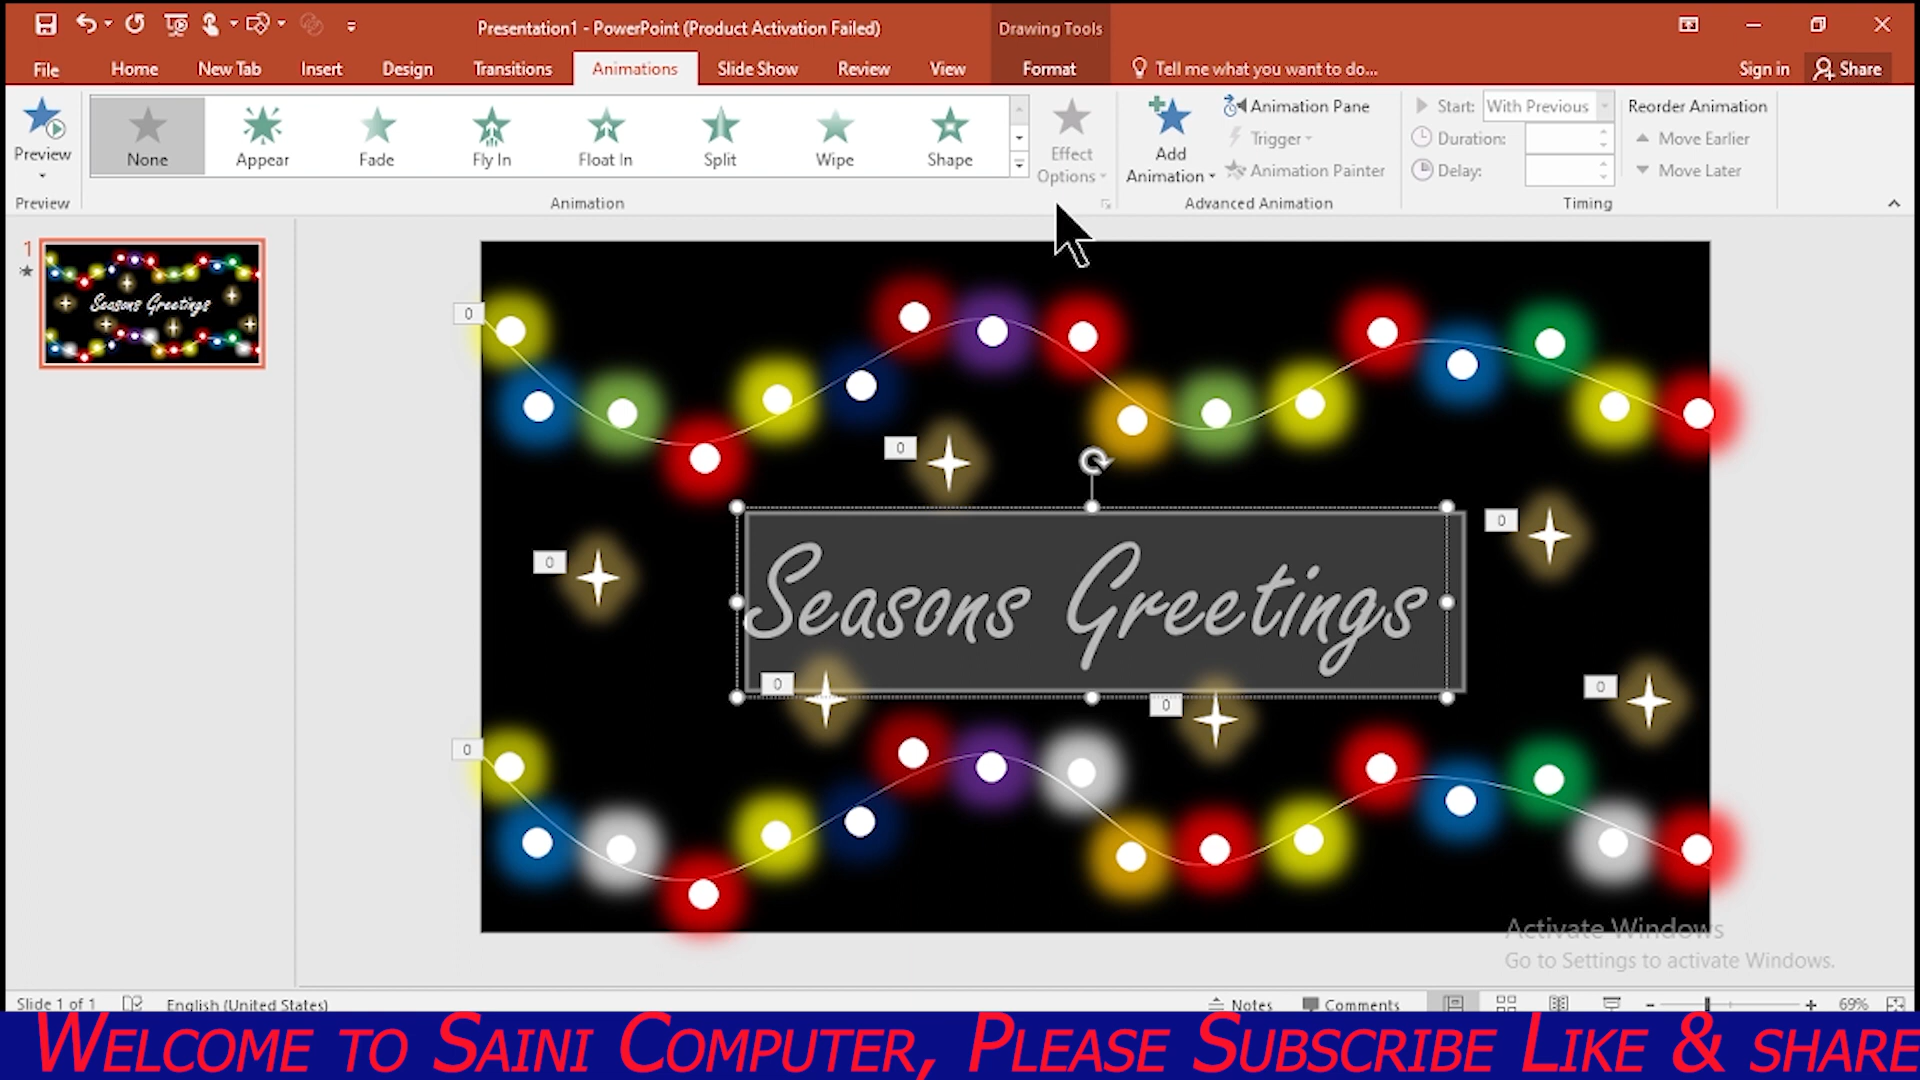 Presentation1 - PowerPoint (Product Activation Failed)
Drawing Tools
File
Home
New Tab
Insert
Design
Transitions
Animations
Slide Show
Review
View
Format
Tell me what you want to do...
Sign in
Share
Preview
None
Appear
Fade
Fly In
Float In
Split
Wipe
Shape
Effect
Options
Add
Animation
Animation Pane
Trigger
Animation Painter
Start: With Previous
Duration:
Delay:
Reorder Animation
Move Earlier
Move Later
Preview
Animation
Advanced Animation
Timing
1
Seasons Greetings
0
0
0
0
Seasons Greetings
0
0
0
0
Activate Windows
Go to Settings to activate Windows.
Slide 1 of 1
English (United States)
Notes
Comments
69%
WELCOME TO SAINI COMPUTER, PLEASE SUBSCRIBE LIKE & SHARE